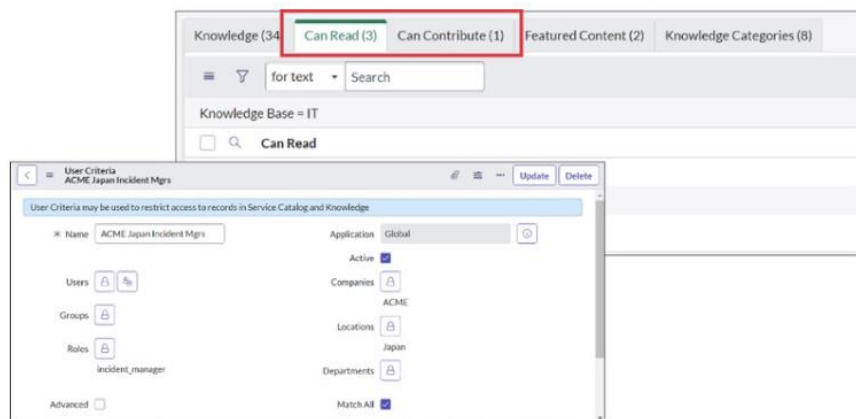 Knowledge (34 Can Read (3) Can Contribute (1) Featured Content (2) Knowledge Categories (8)
for text Search
Knowledge Base = IT
Can Read
User Criteria
ACME Japan Incident Mgrs
Update Delete
User Criteria may be used to restrict access to records in Service Catalog and Knowledge
* Name ACME Japan Incident Mgrs Application Global
Active
Users Companies
ACME
Groups Locations
Japan
Roles Departments
incident_manager
Advanced Match All